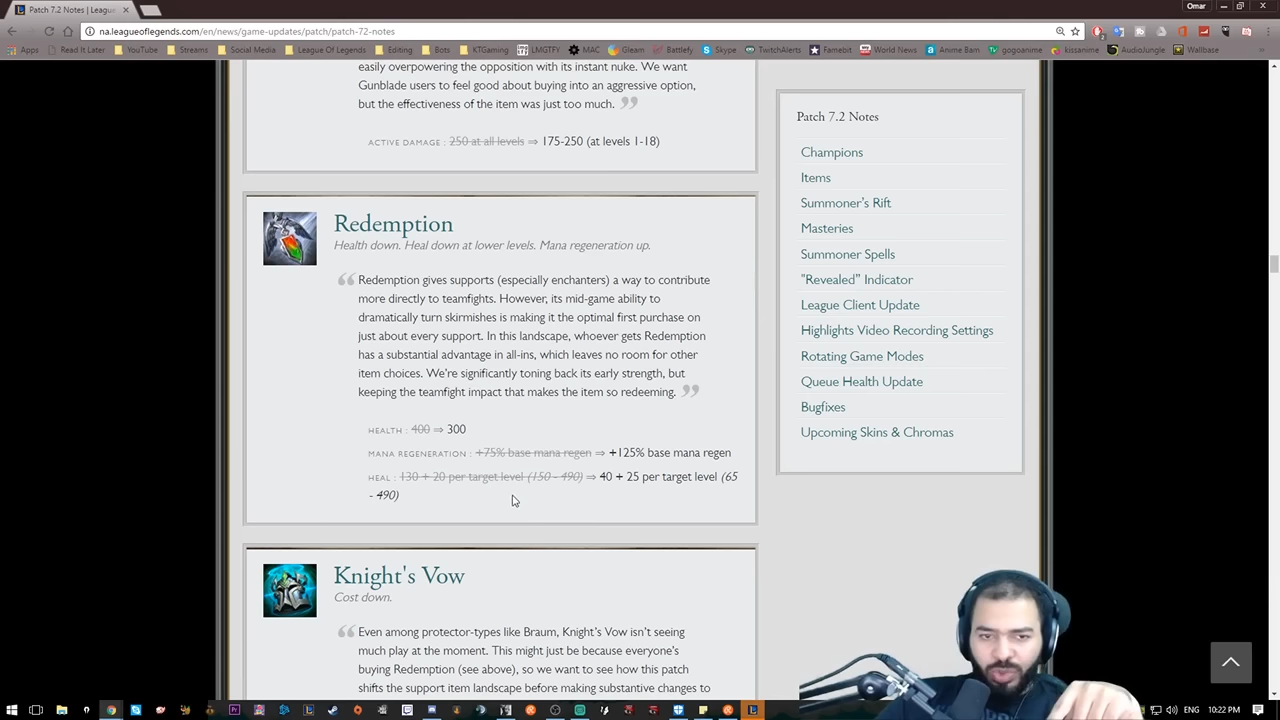 Patch 7.2 Notes | Leagu
Omar
na.leagueoflegends.com/en/news/game-updates/patch/patch-72-notes
Apps
Read It Later
YouTube
Streams
Social Media
League Of Legends
Editing
Bots
KTGaming
LMGTFY
MAC
Gleam
Battlefy
Skype
TwitchAlerts
Famebit
World News
Anime Bam
gogoanime
kissanime
AudioJungle
Wallbase
easily overpowering the opposition with its instant nuke. We want
Gunblade users to feel good about buying into an aggressive option,
but the effectiveness of the item was just too much.
ACTIVE DAMAGE : 250 at all levels ⇒ 175-250 (at levels 1-18)
Redemption
Health down. Heal down at lower levels. Mana regeneration up.
Redemption gives supports (especially enchanters) a way to contribute
more directly to teamfights. However, its mid-game ability to
dramatically turn skirmishes is making it the optimal first purchase on
just about every support. In this landscape, whoever gets Redemption
has a substantial advantage in all-ins, which leaves no room for other
item choices. We're significantly toning back its early strength, but
keeping the teamfight impact that makes the item so redeeming.
HEALTH : 400 ⇒ 300
MANA REGENERATION : +75% base mana regen ⇒ +125% base mana regen
HEAL : 130 + 20 per target level (150 - 490) ⇒ 40 + 25 per target level (65
- 490)
Knight's Vow
Cost down.
Even among protector-types like Braum, Knight's Vow isn't seeing
much play at the moment. This might just be because everyone's
buying Redemption (see above), so we want to see how this patch
shifts the support item landscape before making substantive changes to
Patch 7.2 Notes
Champions
Items
Summoner's Rift
Masteries
Summoner Spells
"Revealed" Indicator
League Client Update
Highlights Video Recording Settings
Rotating Game Modes
Queue Health Update
Bugfixes
Upcoming Skins & Chromas
ENG
10:22 PM